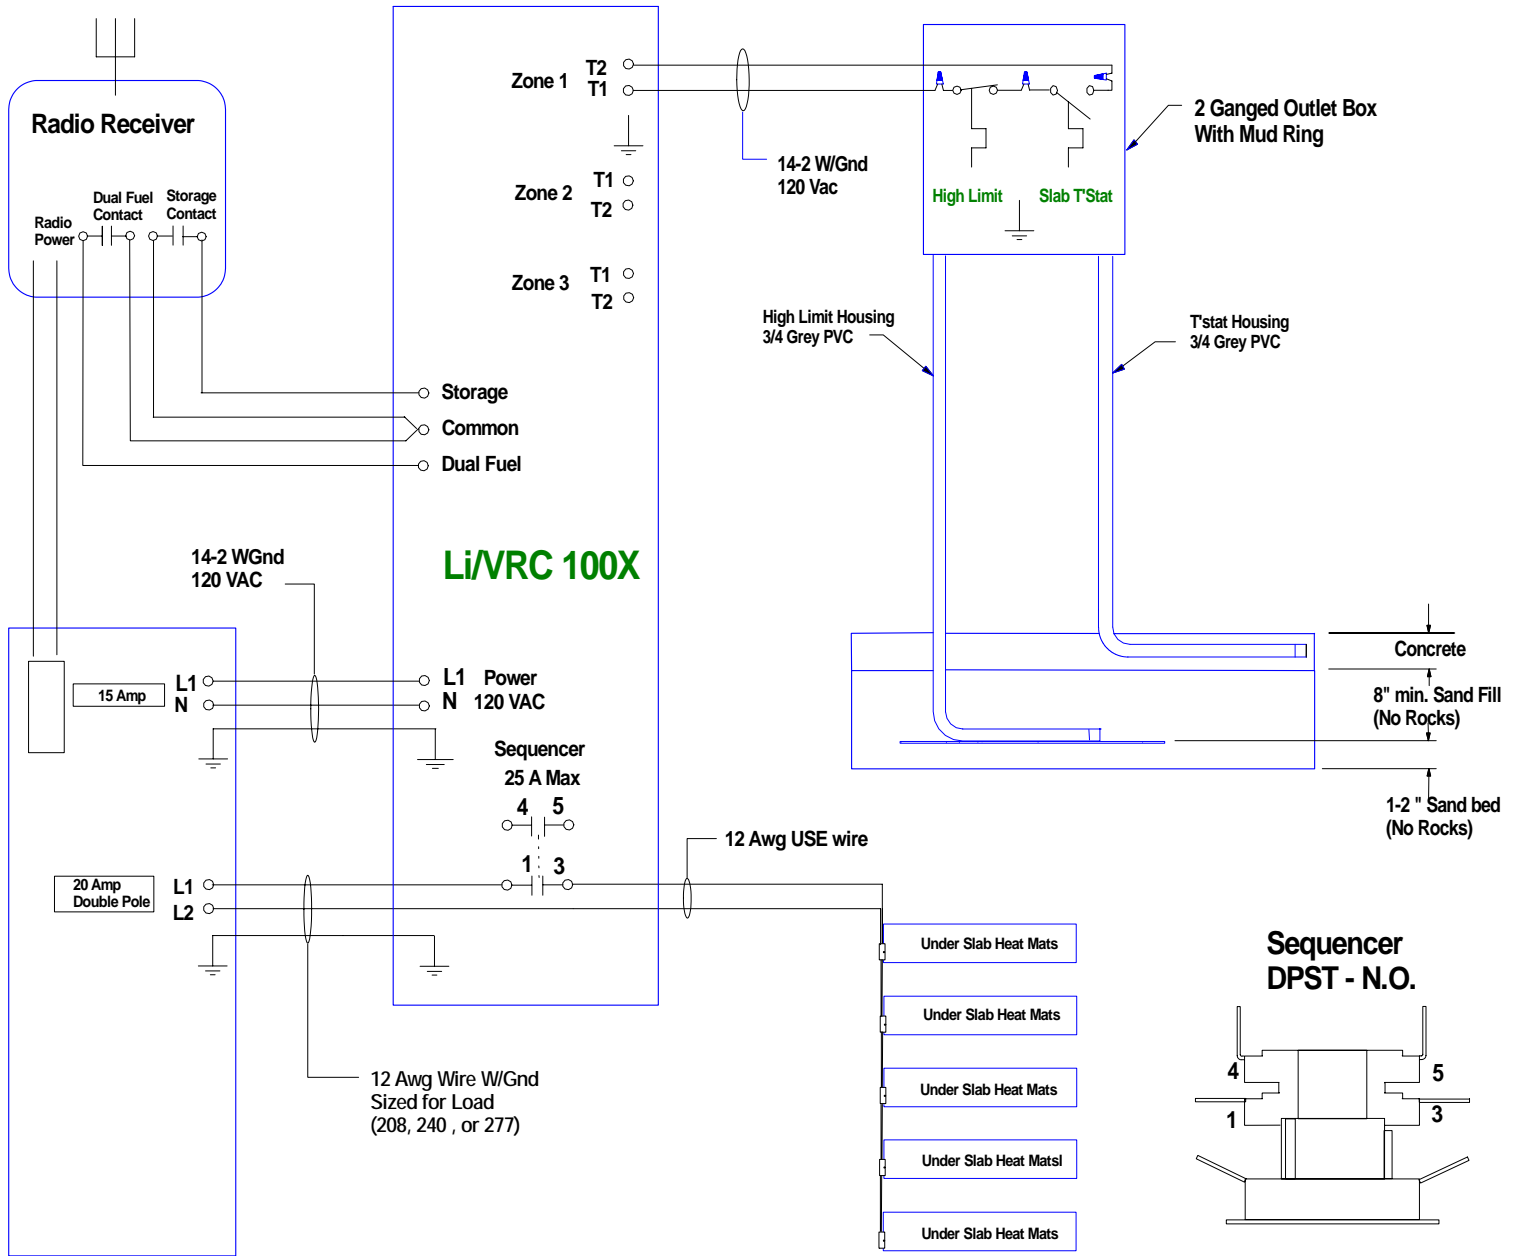 Radio Receiver
Dual Fuel
Contact
Storage
Contact
Radio
Power
Zone 1
T2
T1
Zone 2
T1
T2
Zone 3
T1
T2
14-2 W/Gnd
120 Vac
High Limit
Slab T'Stat
2 Ganged Outlet Box
With Mud Ring
High Limit Housing
3/4 Grey PVC
T'stat Housing
3/4 Grey PVC
Storage
Common
Dual Fuel
Li/VRC 100X
14-2 WGnd
120 VAC
15 Amp
L1
N
L1 Power
N 120 VAC
Concrete
8" min. Sand Fill
(No Rocks)
1-2 " Sand bed
(No Rocks)
Sequencer
25 A Max
4 5
1 3
12 Awg USE wire
20 Amp
Double Pole
L1
L2
12 Awg Wire W/Gnd
Sized for Load
(208, 240 , or 277)
Under Slab Heat Mats
Under Slab Heat Mats
Under Slab Heat Mats
Under Slab Heat Matsl
Under Slab Heat Mats
Sequencer
DPST - N.O.
4 5
1 3